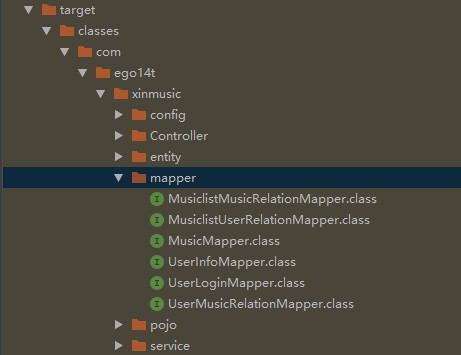 target
classes
com
ego14t
xinmusic
config
Controller
entity
mapper
MusiclistMusicRelationMapper.class
MusiclistUserRelationMapper.class
MusicMapper.class
UserInfoMapper.class
UserLoginMapper.class
UserMusicRelationMapper.class
pojo
service